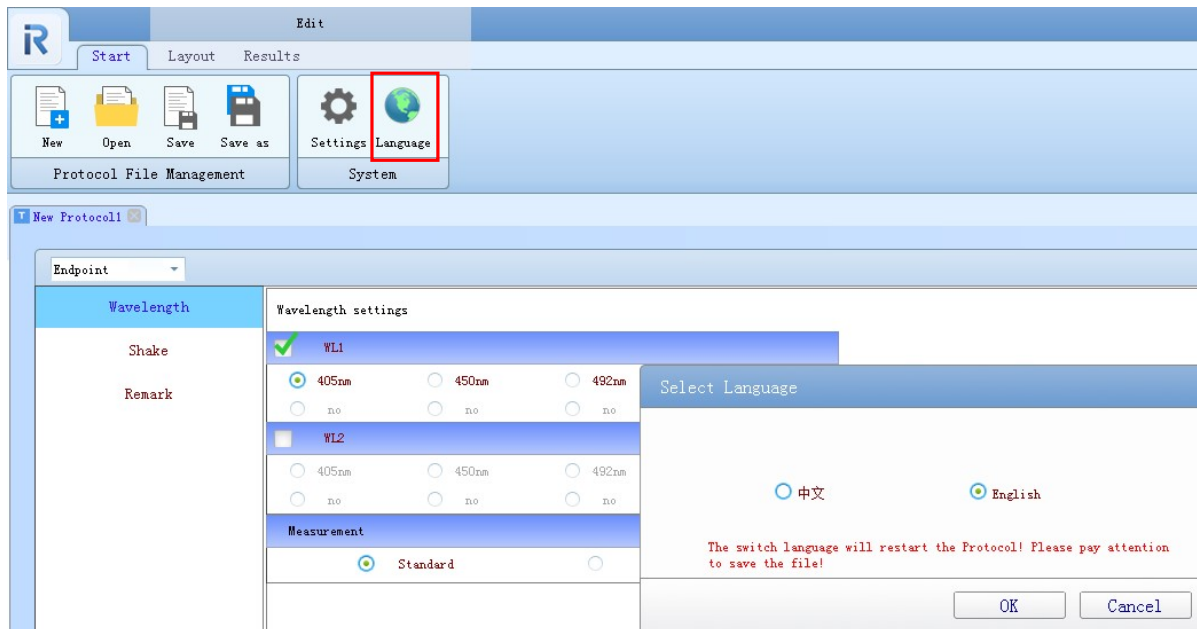 Edit
Start Layout Results
New Open Save Save as Settings Language
Protocol File Management System
T New Protocol1
Endpoint
Wavelength Wavelength settings
Shake WL1
405nm 450nm 492nm Select Language
Remark
no no no
WL2
405nm 450nm 492nm
中文 English
no no no
Measurement
The switch language will restart the Protocol! Please pay attention
Standard
to save the file!
OK Cancel